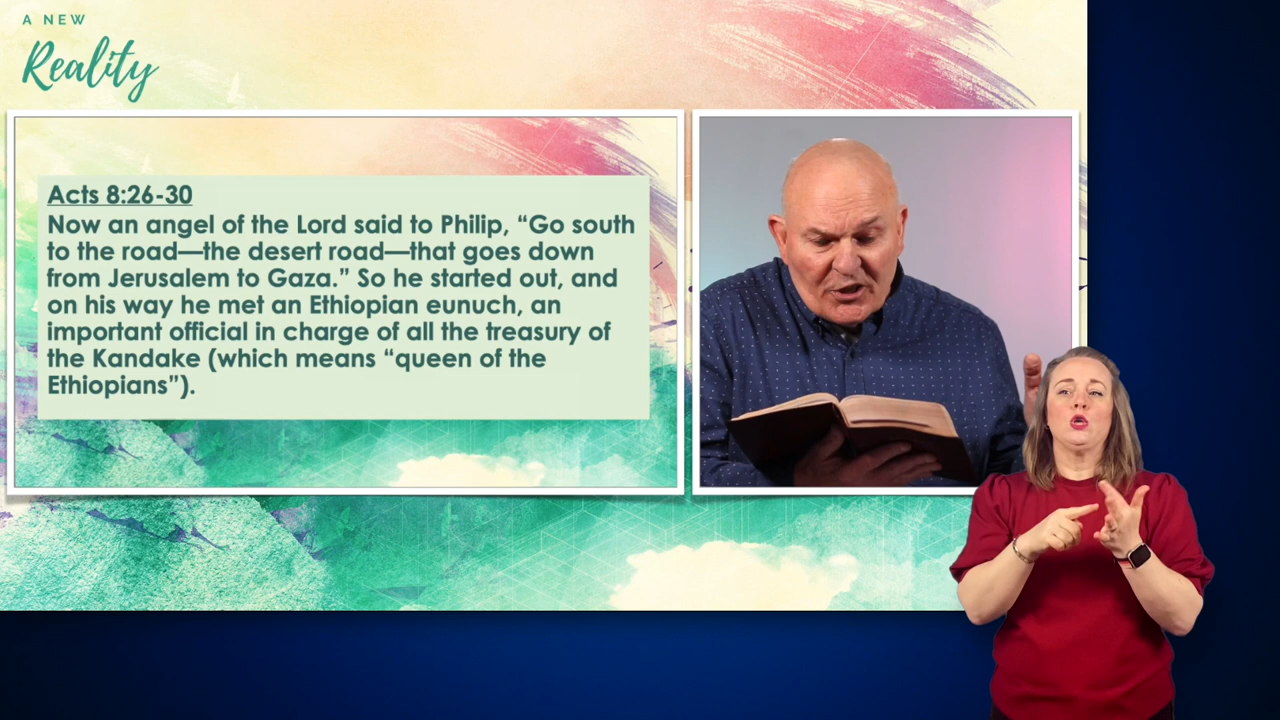 A NEW
Reality
Acts 8:26-30
Now an angel of the Lord said to Philip, “Go south
to the road—the desert road—that goes down
from Jerusalem to Gaza.” So he started out, and
on his way he met an Ethiopian eunuch, an
important official in charge of all the treasury of
the Kandake (which means “queen of the
Ethiopians”).